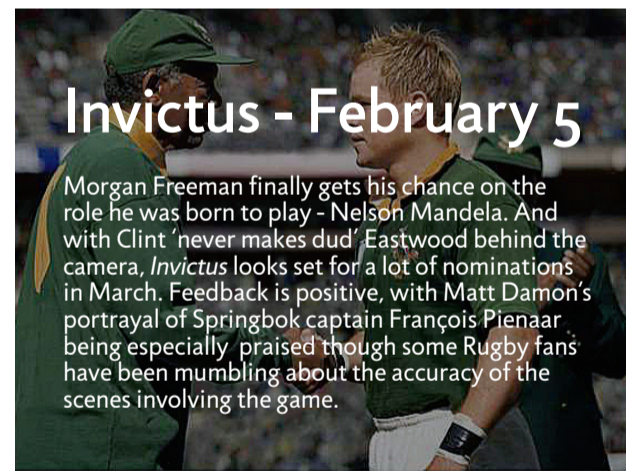 Invictus - February 5
Morgan Freeman finally gets his chance on the
role he was born to play - Nelson Mandela. And
with Clint ‘never makes dud’ Eastwood behind the
camera, Invictus looks set for a lot of nominations
in March. Feedback is positive, with Matt Damon’s
portrayal of Springbok captain François Pienaar
being especially  praised though some Rugby fans
have been mumbling about the accuracy of the
scenes involving the game.